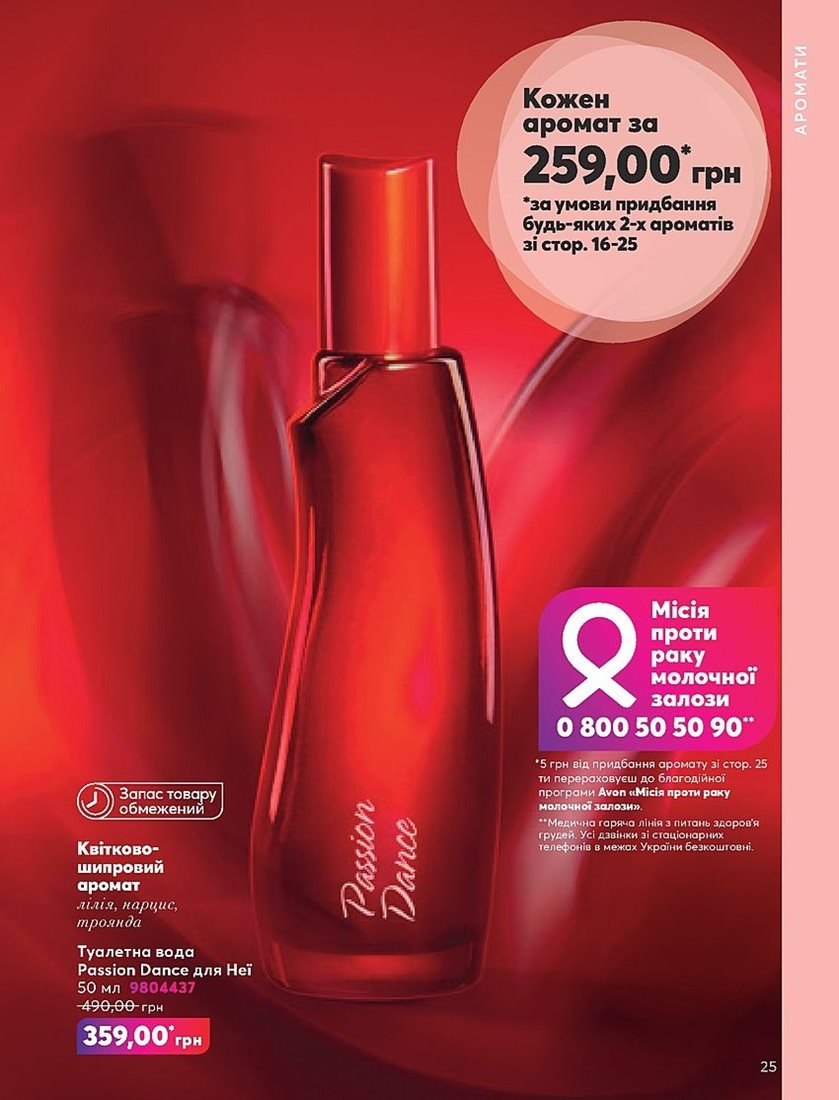 АРОМАТИ
Кожен
аромат за
259,00* грн
*за умови придбання
будь-яких 2-х ароматів
зі стор. 16-25
Місія
проти
раку
молочної
залози
0 800 50 50 90**
*5 грн від придбання аромату зі стор. 25
ти перераховуєш до благодійної
програми Avon «Місія проти раку
молочної залози».
**Медична гаряча лінія з питань здоров'я
грудей. Усі дзвінки зі стаціонарних
телефонів в межах України безкоштовні.
Passion
Dance
Запас товару
обмежений
Квітково-
шипровий
аромат
лілія, нарцис,
троянда
Туалетна вода
Passion Dance для Неї
50 мл 9804437
490,00 грн
359,00* грн
25